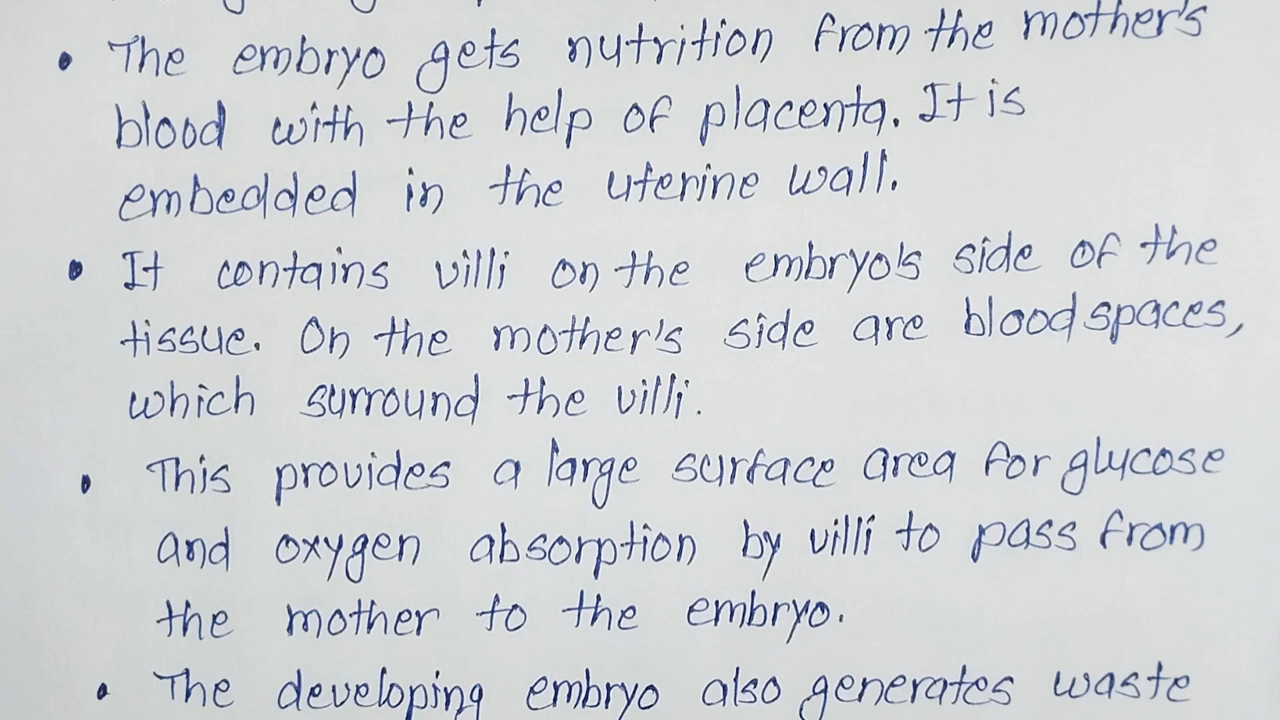 • The embryo gets nutrition from the mother's
blood with the help of placenta. It is
embedded in the uterine wall.
• It contains villi on the embryo's side of the
tissue. On the mother's side are blood spaces,
which surround the villi.
• This provides a large surface area for glucose
and oxygen absorption by villi to pass from
the mother to the embryo.
• The developing embryo also generates waste